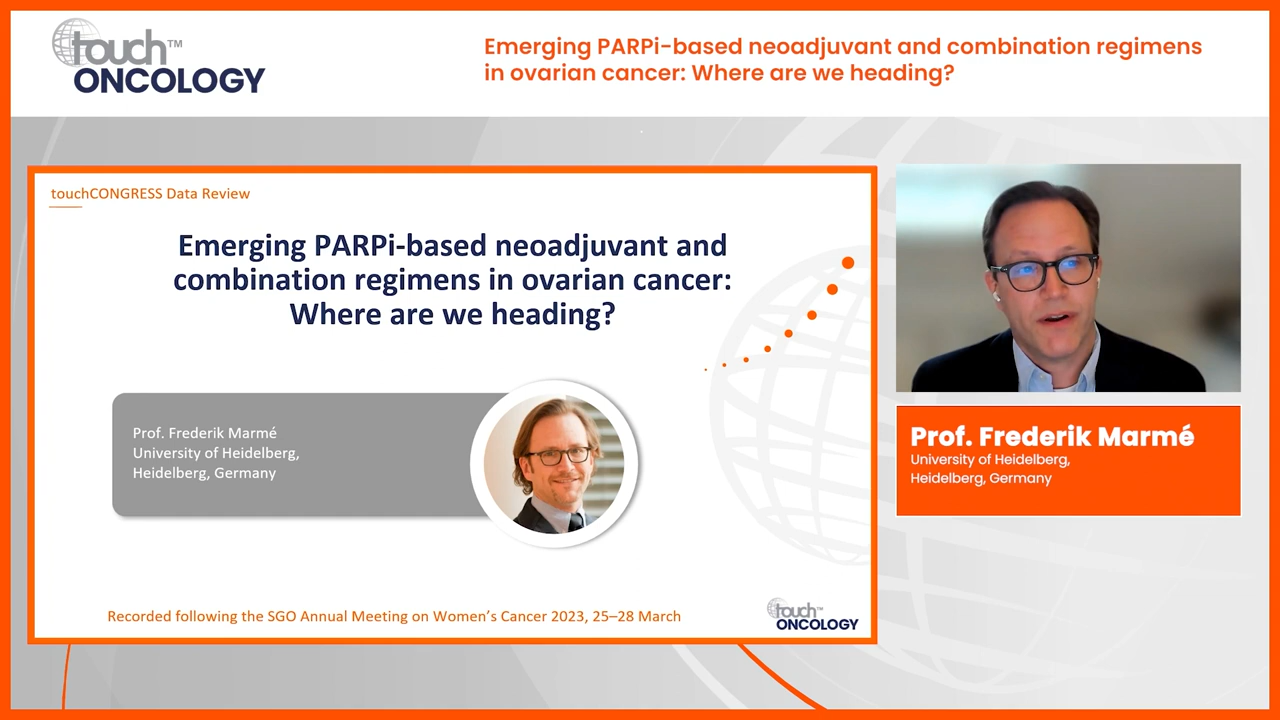 touch™
ONCOLOGY
Emerging PARPi-based neoadjuvant and combination regimens
in ovarian cancer: Where are we heading?
touchCONGRESS Data Review
Emerging PARPi-based neoadjuvant and
combination regimens in ovarian cancer:
Where are we heading?
Prof. Frederik Marmé
University of Heidelberg,
Heidelberg, Germany
Recorded following the SGO Annual Meeting on Women’s Cancer 2023, 25–28 March
touch™
ONCOLOGY
Prof. Frederik Marmé
University of Heidelberg,
Heidelberg, Germany